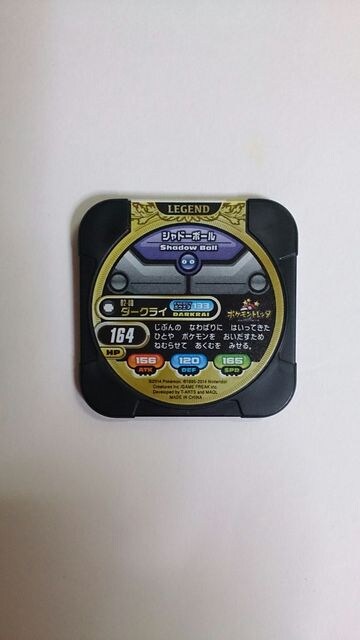 LEGEND
シャドーボール
Shadow Ball
ダークライ
133
DARKRAI
ポケモントレッタ
164
HP
じぶんの なわばりに はいってきた
ひとや ポケモンを おいだすため
ねむらせて あくむを みせる。
156 120 165
ATK DEF SPD
©2014 Pokémon. ©1995-2014 Nintendo/
Creatures Inc./GAME FREAK inc.
Developed by T-ARTS and MAOL
MADE IN CHINA